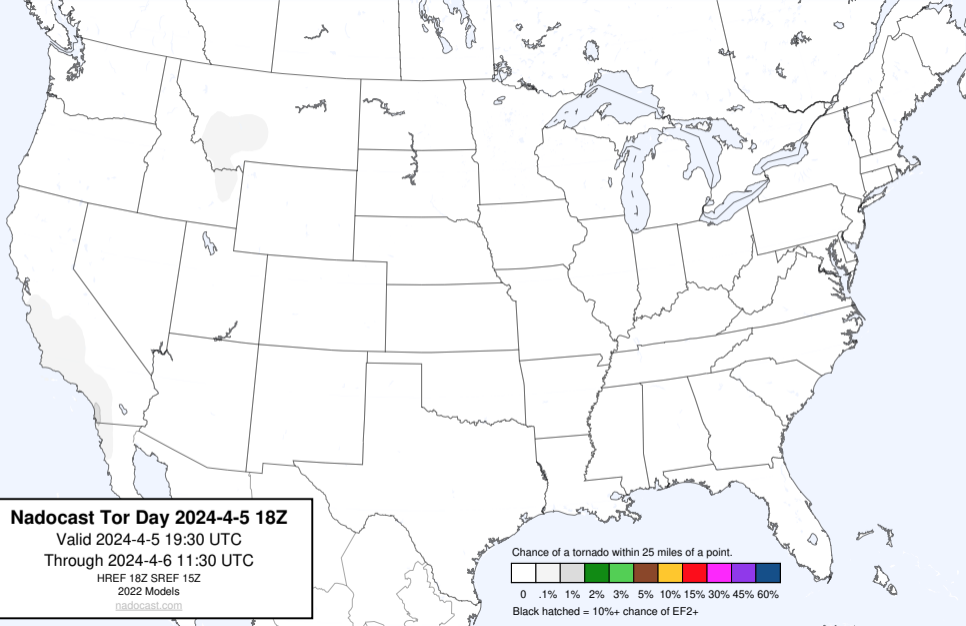 Nadocast Tor Day 2024-4-5 18Z
Valid 2024-4-5 19:30 UTC
Through 2024-4-6 11:30 UTC
HREF 18Z SREF 15Z
2022 Models
nadocast.com
Chance of a tornado within 25 miles of a point.
0 .1% 1% 2% 3% 5% 10% 15% 30% 45% 60%
Black hatched = 10%+ chance of EF2+